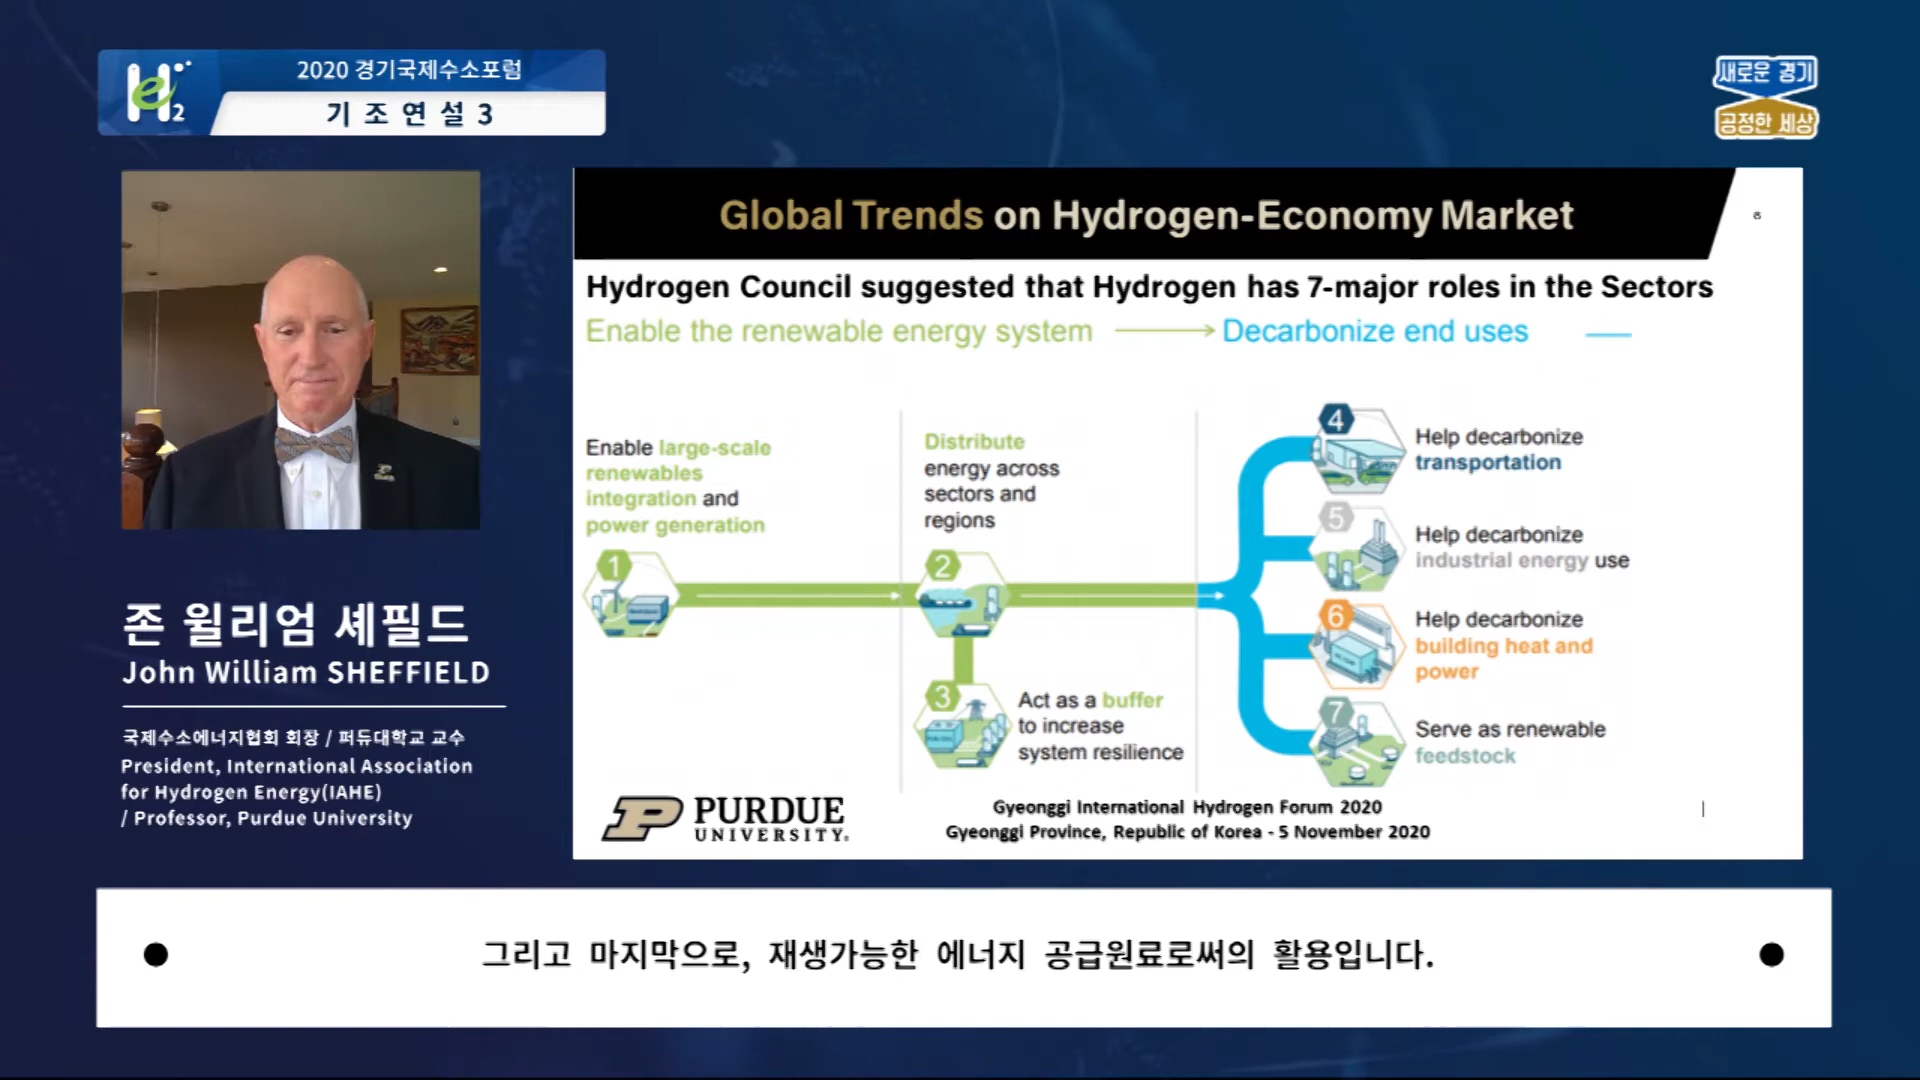 He2
2020 경기국제수소포럼
기조연설3
새로운 경기
공정한 세상
Global Trends on Hydrogen-Economy Market
6
Hydrogen Council suggested that Hydrogen has 7-major roles in the Sectors
Enable the renewable energy system
Decarbonize end uses
Enable large-scale
renewables
integration and
power generation
1
Distribute
energy across
sectors and
regions
2
3
Act as a buffer
to increase
system resilience
4
Help decarbonize
transportation
5
Help decarbonize
industrial energy use
6
Help decarbonize
building heat and
power
7
Serve as renewable
feedstock
P PURDUE
UNIVERSITY®
Gyeonggi International Hydrogen Forum 2020
Gyeonggi Province, Republic of Korea - 5 November 2020
존 윌리엄 셰필드
John William SHEFFIELD
국제수소에너지협회 회장 / 퍼듀대학교 교수
President, International Association
for Hydrogen Energy(IAHE)
/ Professor, Purdue University
그리고 마지막으로, 재생가능한 에너지 공급원료로써의 활용입니다.